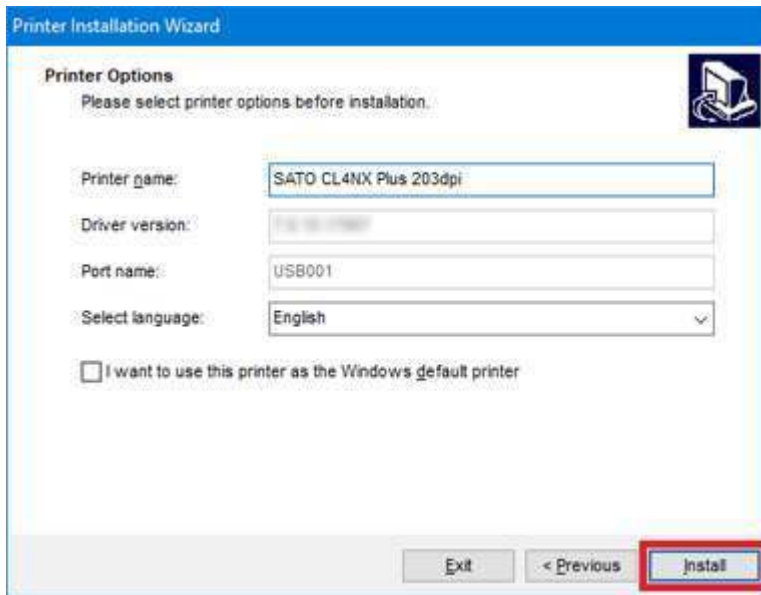 Printer Installation Wizard
Printer Options
Please select printer options before installation.
Printer name: SATO CL4NX Plus 203dpi
Driver version:
Port name: USB001
Select language: English
I want to use this printer as the Windows default printer
Exit < Previous Install